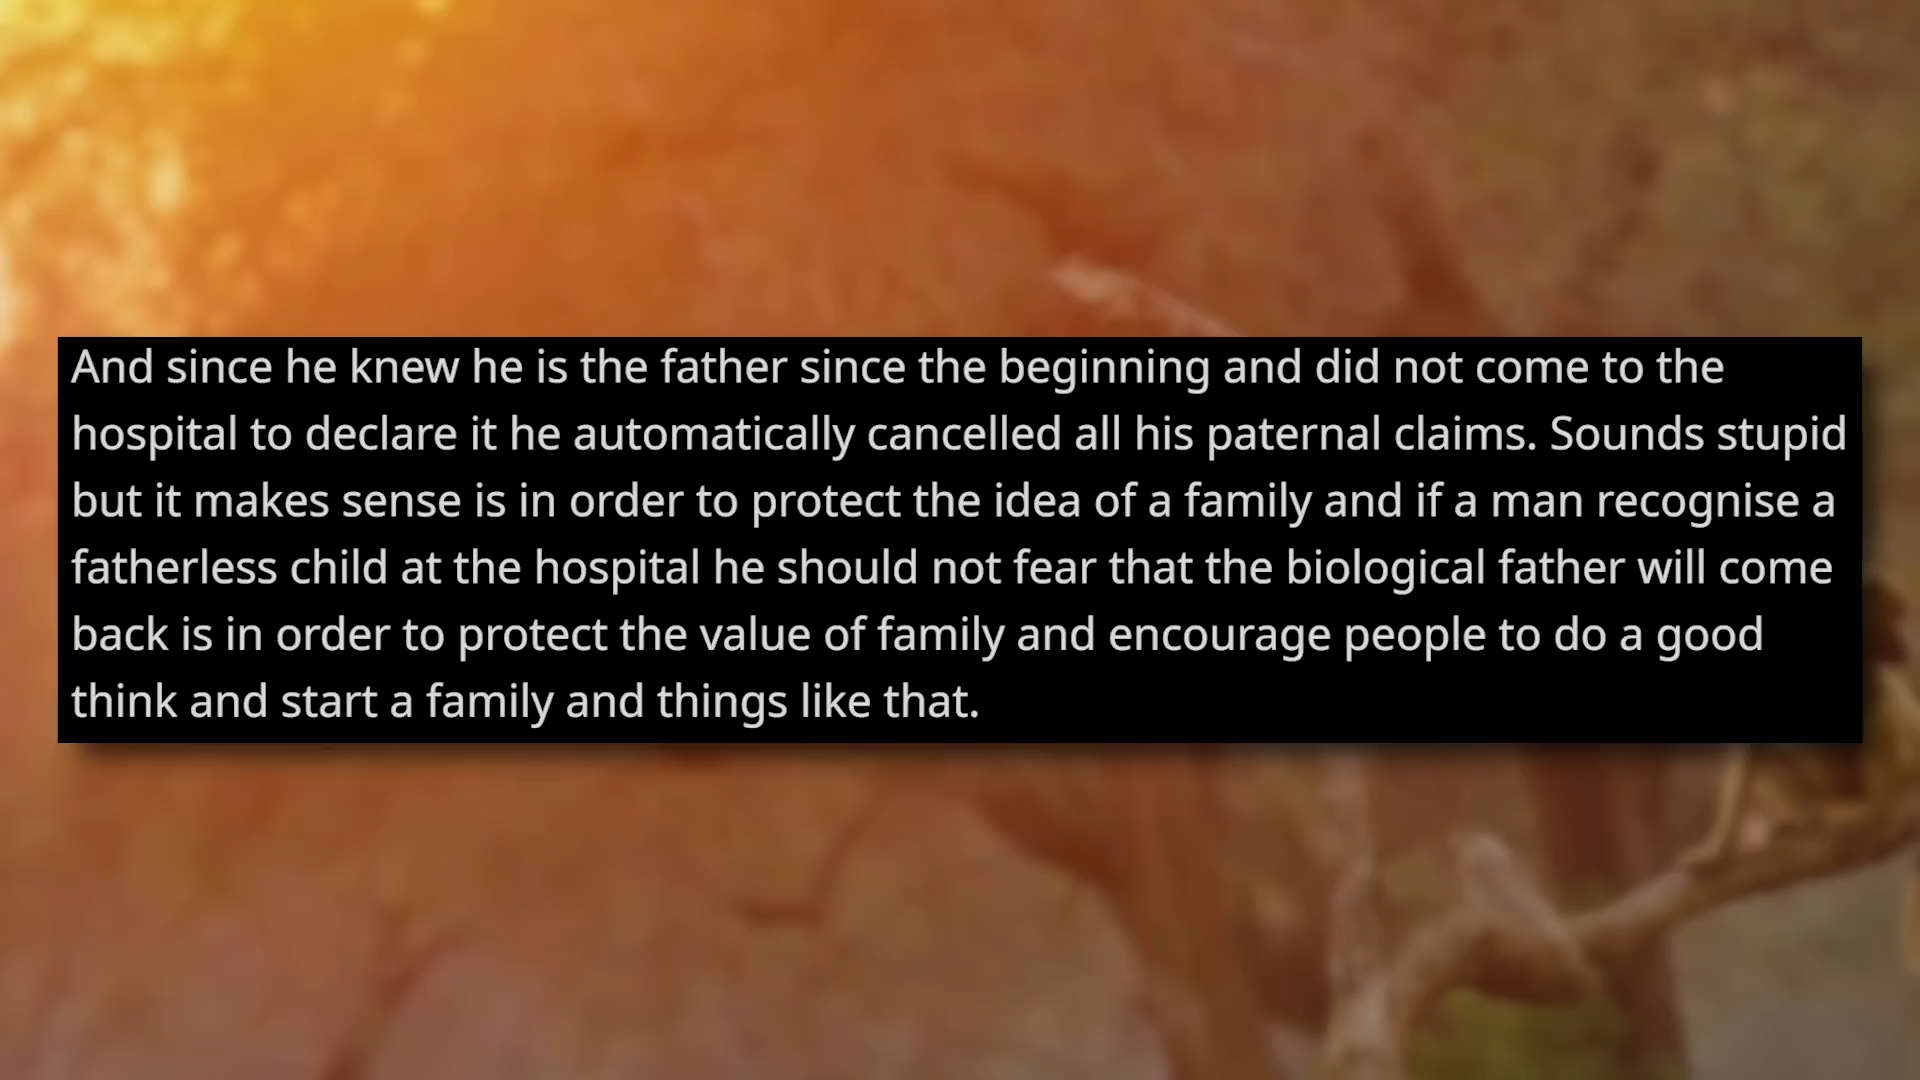 And since he knew he is the father since the beginning and did not come to the
hospital to declare it he automatically cancelled all his paternal claims. Sounds stupid
but it makes sense is in order to protect the idea of a family and if a man recognise a
fatherless child at the hospital he should not fear that the biological father will come
back is in order to protect the value of family and encourage people to do a good
think and start a family and things like that.